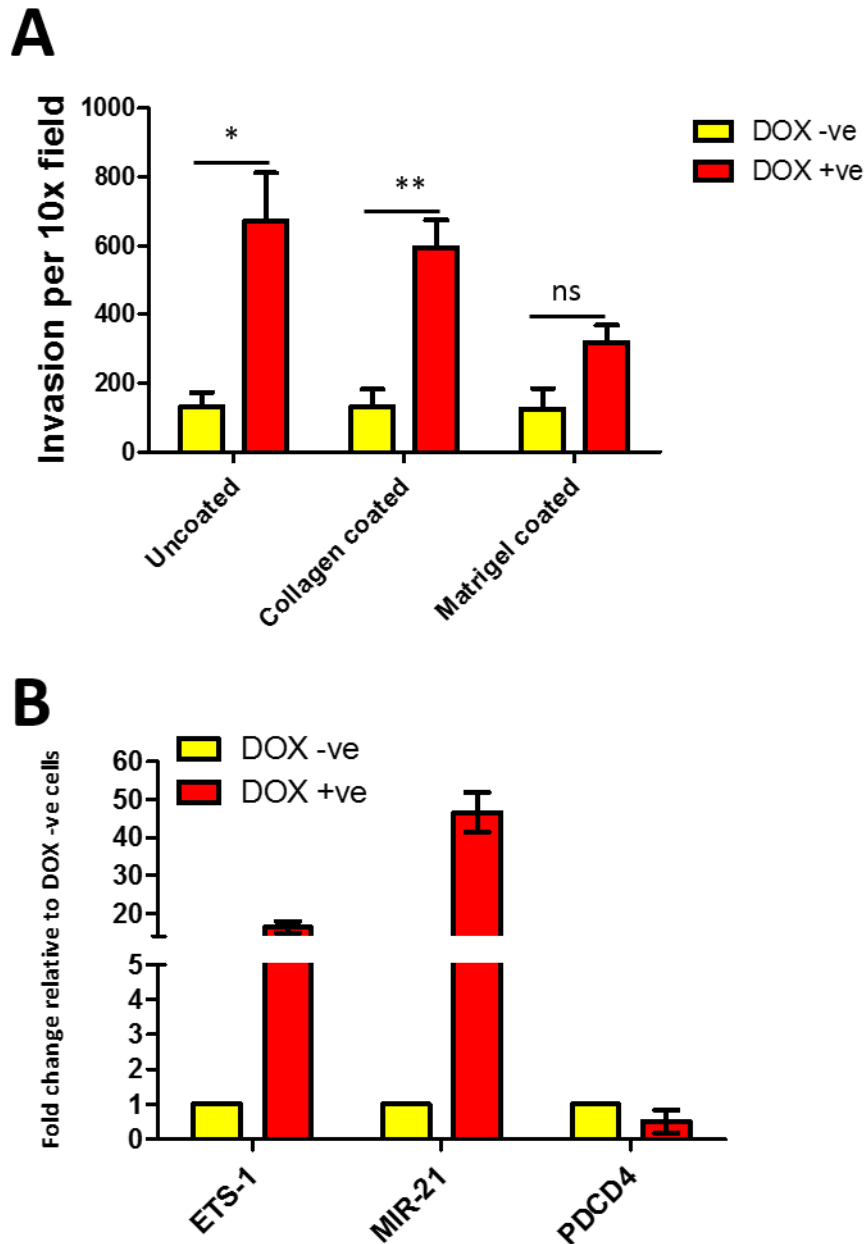 A
Invasion per 10x field
1000
800
600
400
200
0
*
**
ns
DOX -ve
DOX +ve
Uncoated
Collagen coated
Matrigel coated
B
Fold change relative to DOX -ve cells
DOX -ve
DOX +ve
60
50
40
30
20
5
4
3
2
1
0
ETS-1
MIR-21
PDCD4